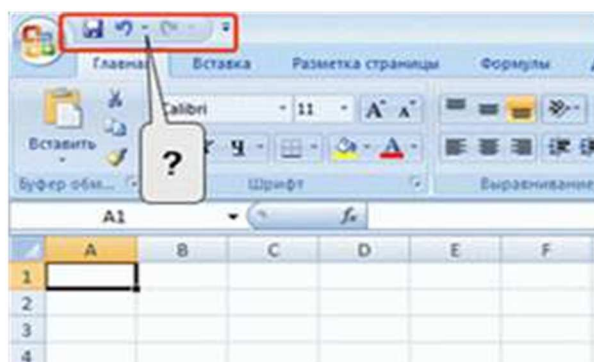 Главная Вставка Разметка страницы Формулы
Calibri 11 A A
Вставить ? Ч A
Буфер обм... Шрифт Выравнивание
A1 fx
A B C D E F
1
2
3
4